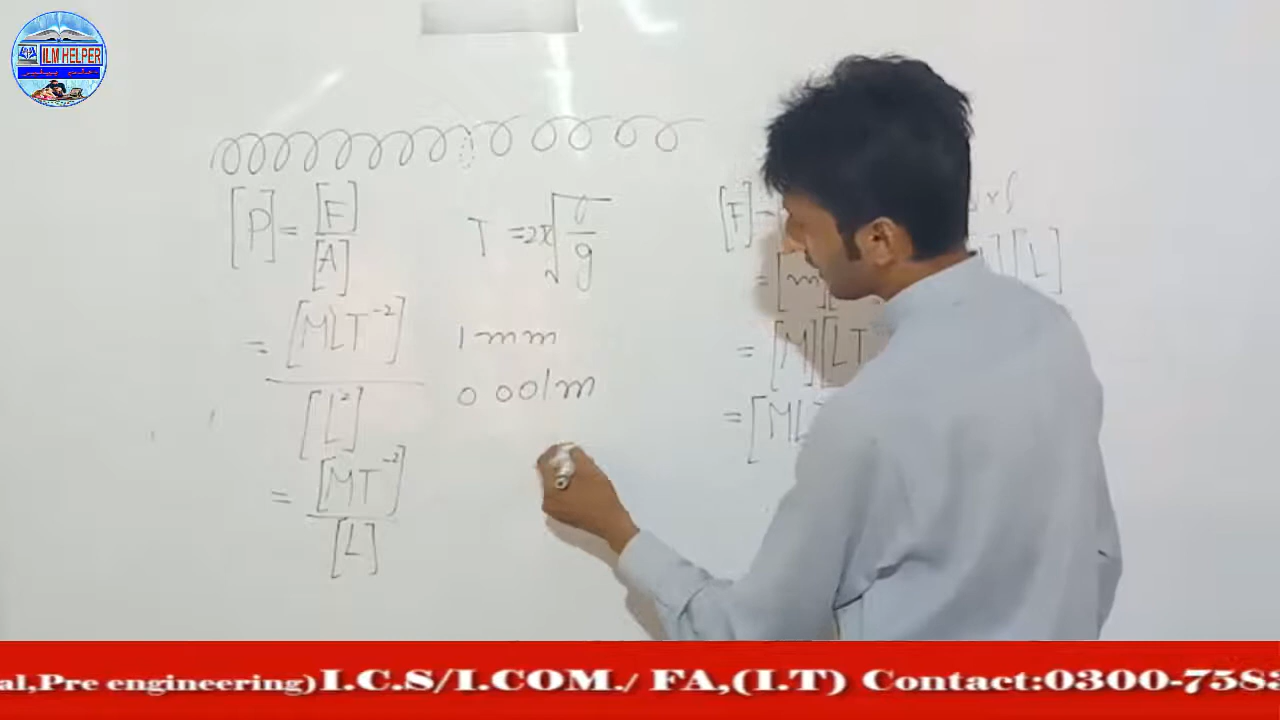 ILM HELPER
[P] = [F]
[A]
= [MLT⁻²]
[L²]
= [MT⁻²]
[L]
T = 2π√
g
1mm
0.001m
[F] =
= [m]
[L]
= [M][LT
= [ML
al,Pre engineering)I.C.S/I.COM./ FA,(I.T) Contact:0300-7583